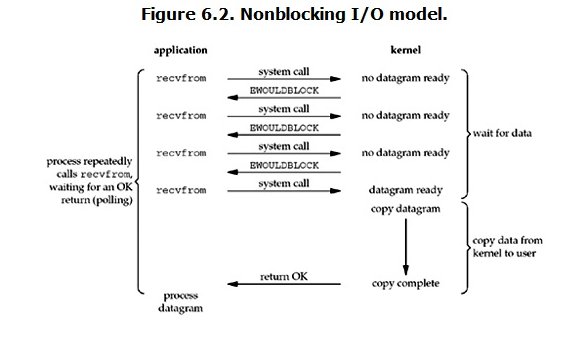 Figure 6.2. Nonblocking I/O model.
application
kernel
recvfrom
system call
no datagram ready
EWOULDBLOCK
recvfrom
system call
no datagram ready
EWOULDBLOCK
recvfrom
system call
no datagram ready
EWOULDBLOCK
recvfrom
system call
datagram ready
copy datagram
return OK
copy complete
process
datagram
process repeatedly
calls recvfrom,
waiting for an OK
return (polling)
wait for data
copy data from
kernel to user